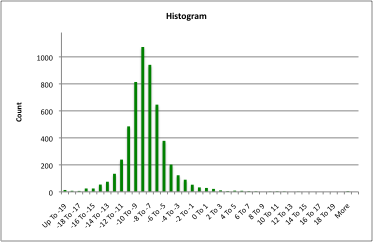 Histogram
1000
800
600
400
200
0
Count
Up To -19
-18 To -17
-16 To -15
-14 To -13
-12 To -11
-10 To -9
-8 To -7
-6 To -5
-4 To -3
-2 To -1
0 To 1
2 To 3
4 To 5
6 To 7
8 To 9
10 To 11
12 To 13
14 To 15
16 To 17
18 To 19
More